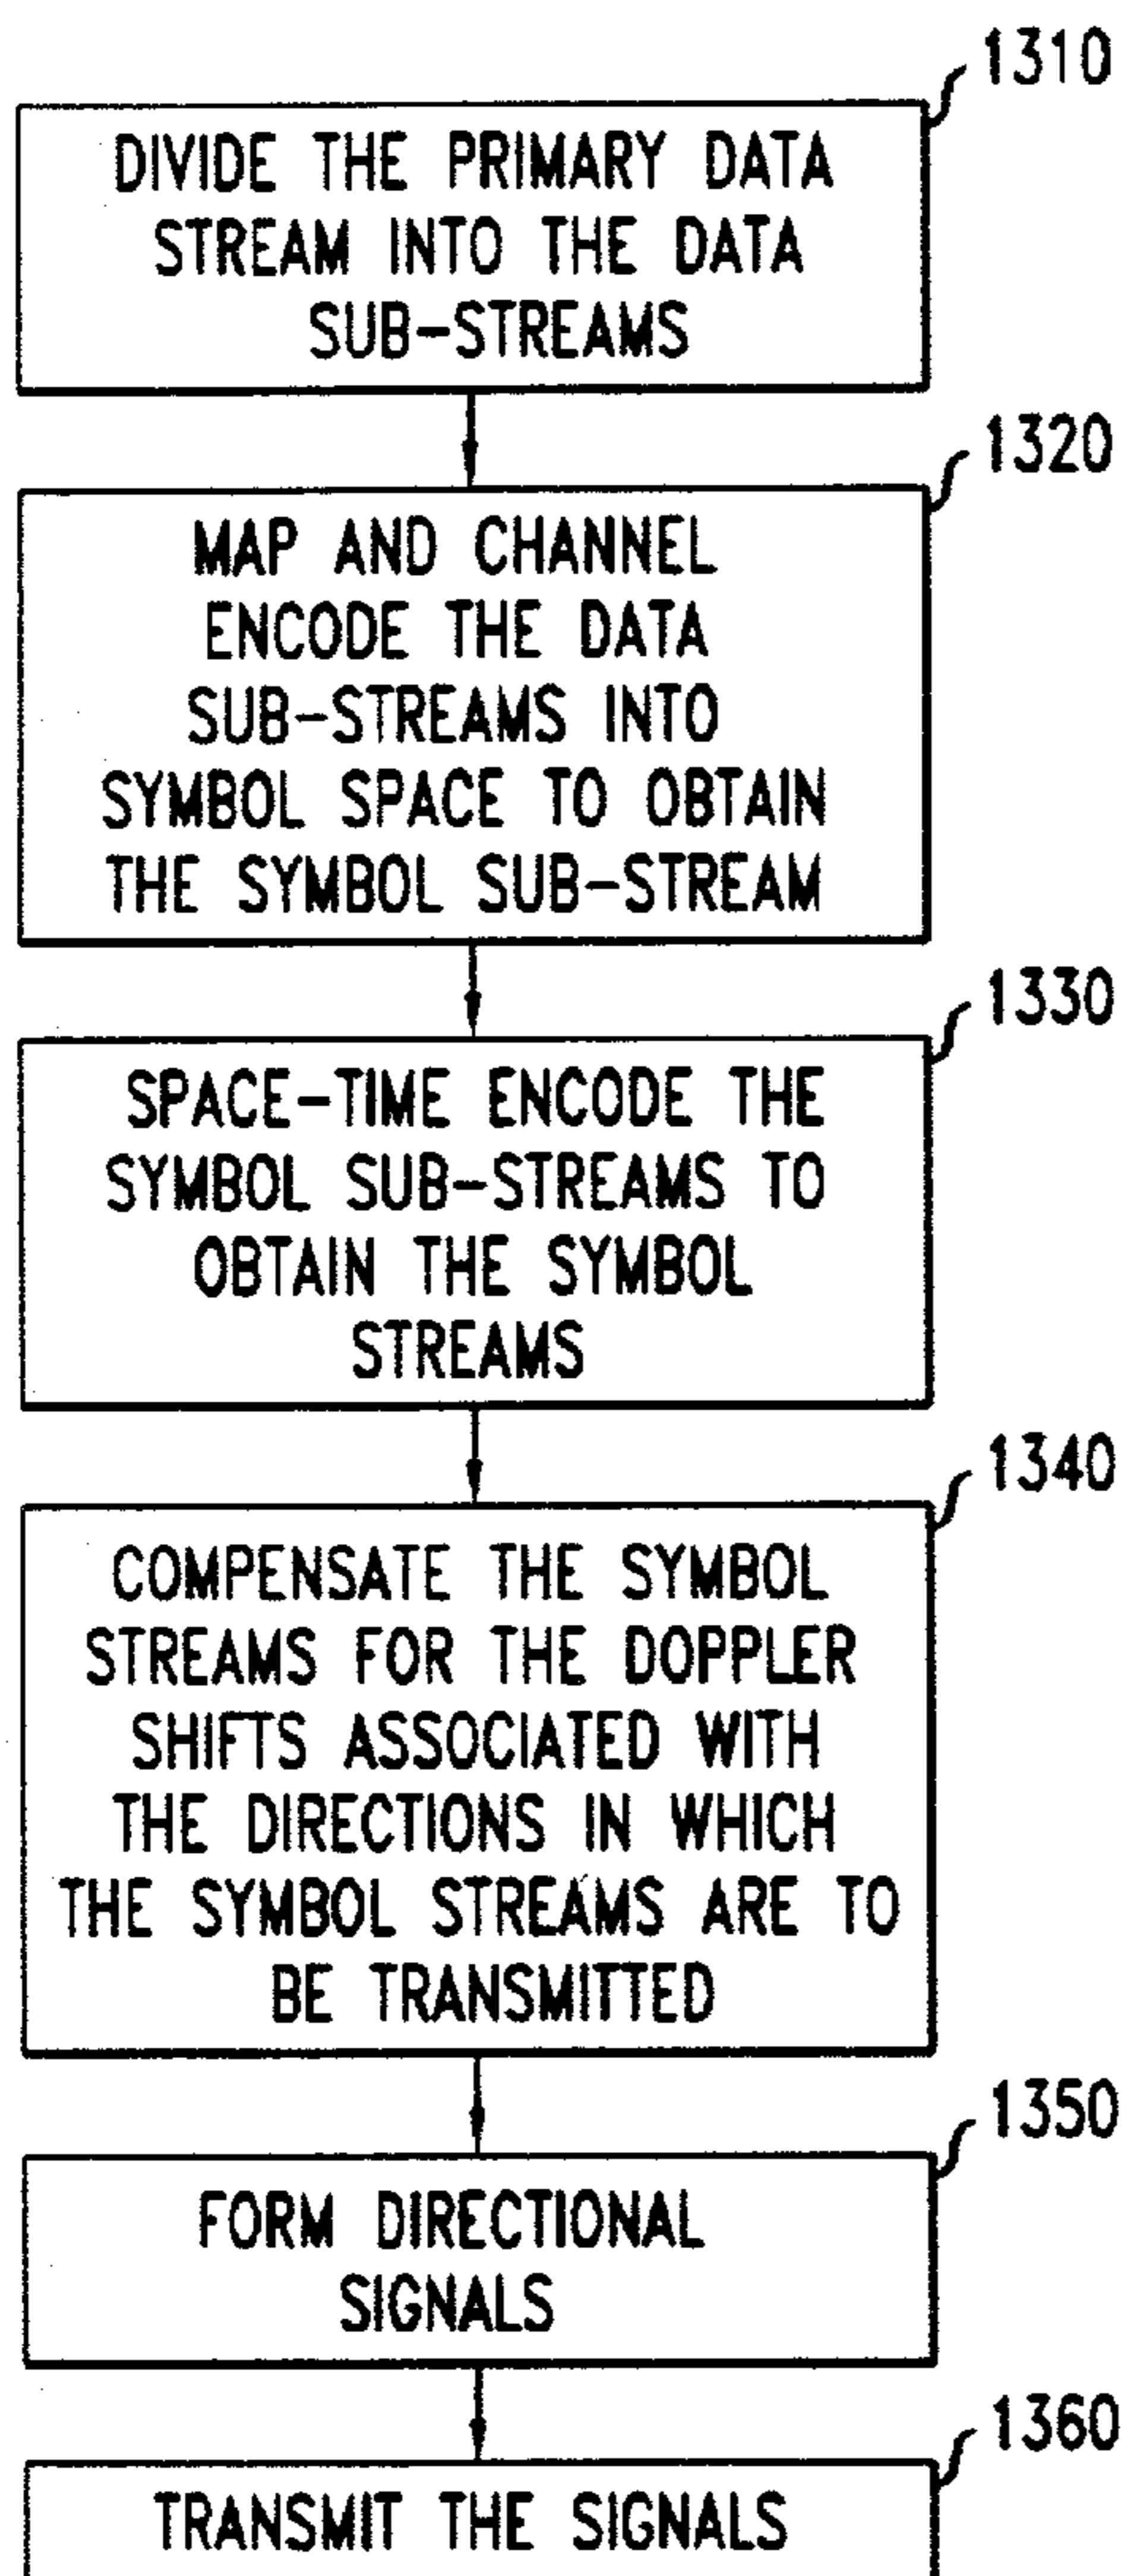 1310
DIVIDE THE PRIMARY DATA
STREAM INTO THE DATA
SUB-STREAMS
1320
MAP AND CHANNEL
ENCODE THE DATA
SUB-STREAMS INTO
SYMBOL SPACE TO OBTAIN
THE SYMBOL SUB-STREAM
1330
SPACE-TIME ENCODE THE
SYMBOL SUB-STREAMS TO
OBTAIN THE SYMBOL
STREAMS
1340
COMPENSATE THE SYMBOL
STREAMS FOR THE DOPPLER
SHIFTS ASSOCIATED WITH
THE DIRECTIONS IN WHICH
THE SYMBOL STREAMS ARE TO
BE TRANSMITTED
1350
FORM DIRECTIONAL
SIGNALS
1360
TRANSMIT THE SIGNALS